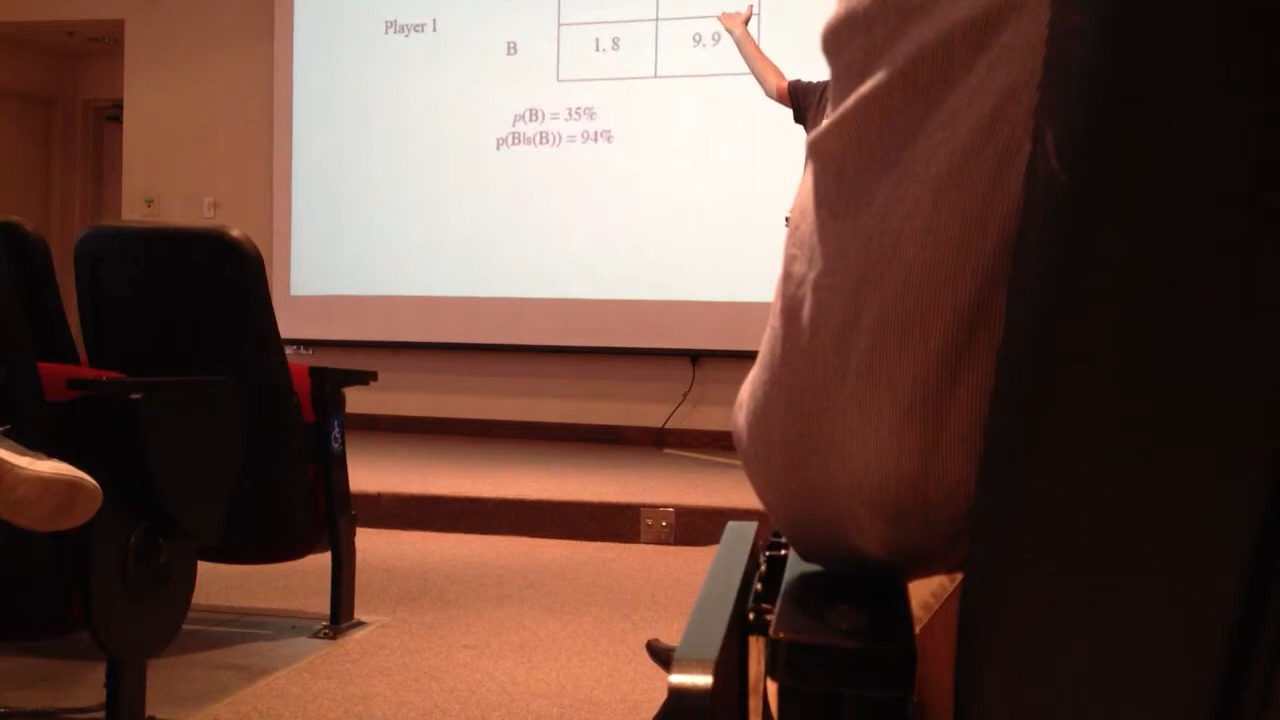 Player 1
B 1, 8 9, 9
p(B) = 35%
p(B|s(B)) = 94%